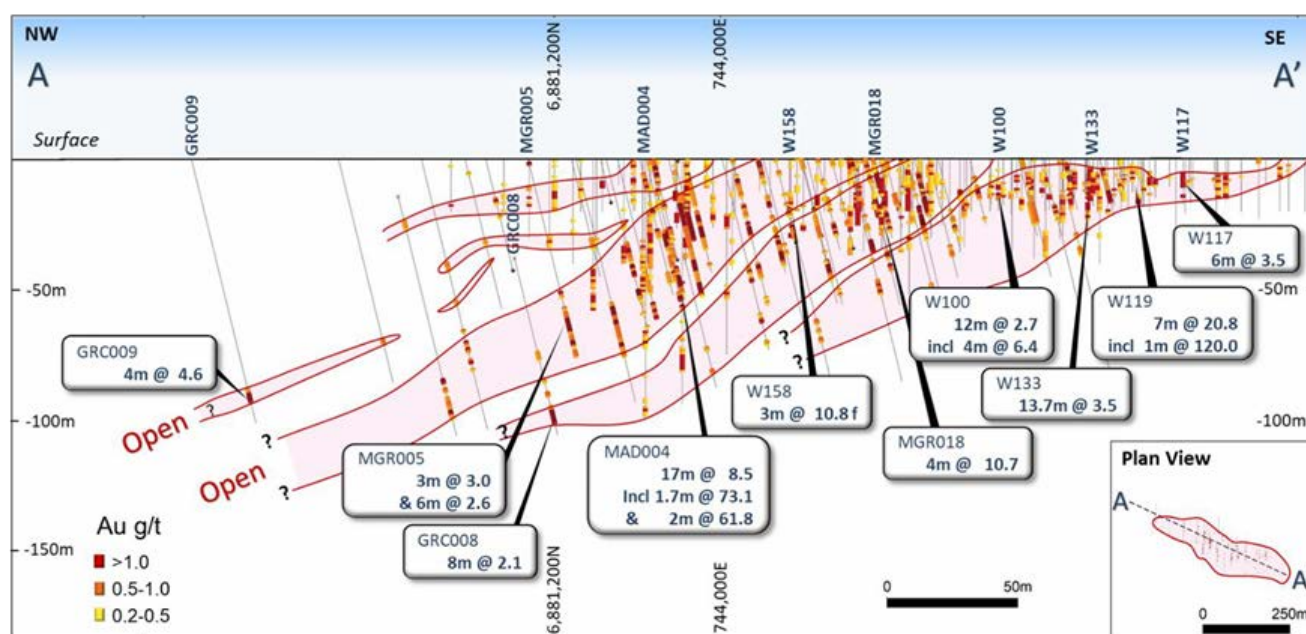 NW
SE
A
A'
Surface
GRC009
MGR005
6,881,200N
MAD004
744,000E
W158
MGR018
W100
W133
W117
GRC008
-50m
-50m
W117
6m @ 3.5
W100
12m @ 2.7
incl 4m @ 6.4
W119
7m @ 20.8
incl 1m @ 120.0
GRC009
4m @ 4.6
?
?
?
W158
3m @ 10.8 f
W133
13.7m @ 3.5
-100m
-100m
Open
?
?
MGR018
4m @ 10.7
MGR005
3m @ 3.0
& 6m @ 2.6
MAD004
17m @ 8.5
Incl 1.7m @ 73.1
& 2m @ 61.8
Open
?
GRC008
8m @ 2.1
Au g/t
>1.0
0.5-1.0
0.2-0.5
-150m
6,881,200N
744,000E
0 50m
Plan View
A
A
0 250m